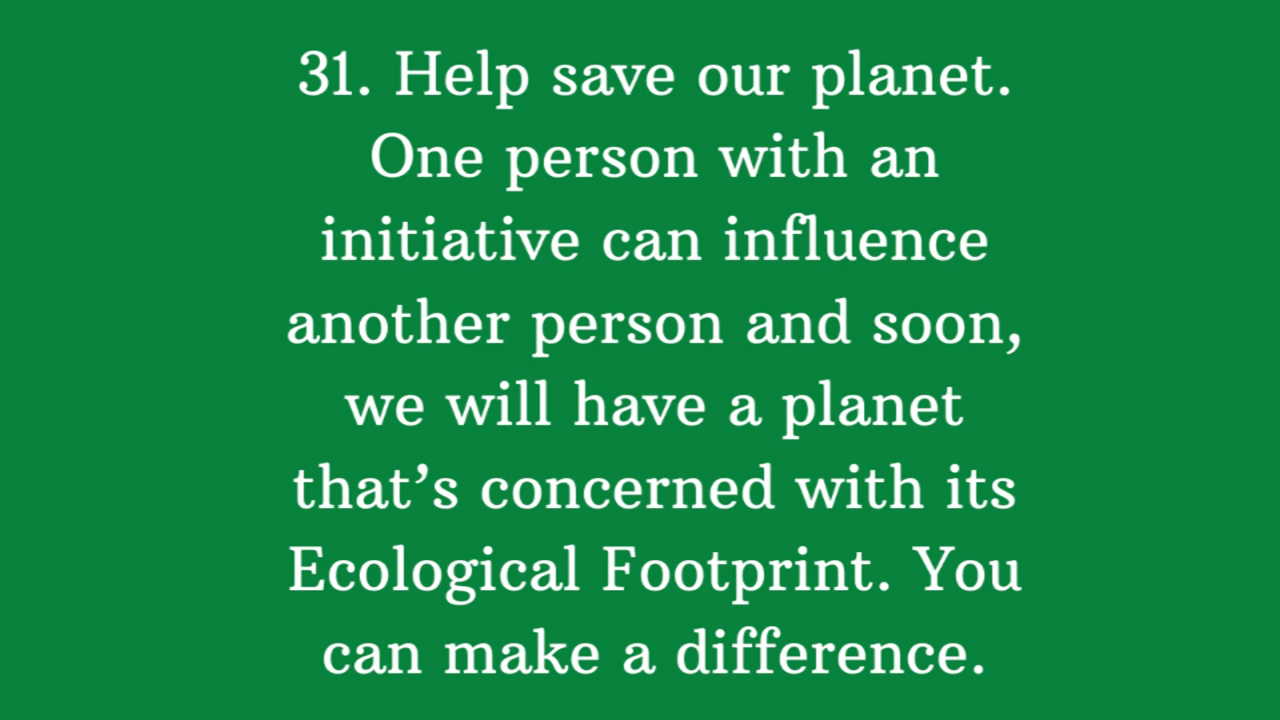 31. Help save our planet.
One person with an
initiative can influence
another person and soon,
we will have a planet
that’s concerned with its
Ecological Footprint. You
can make a difference.